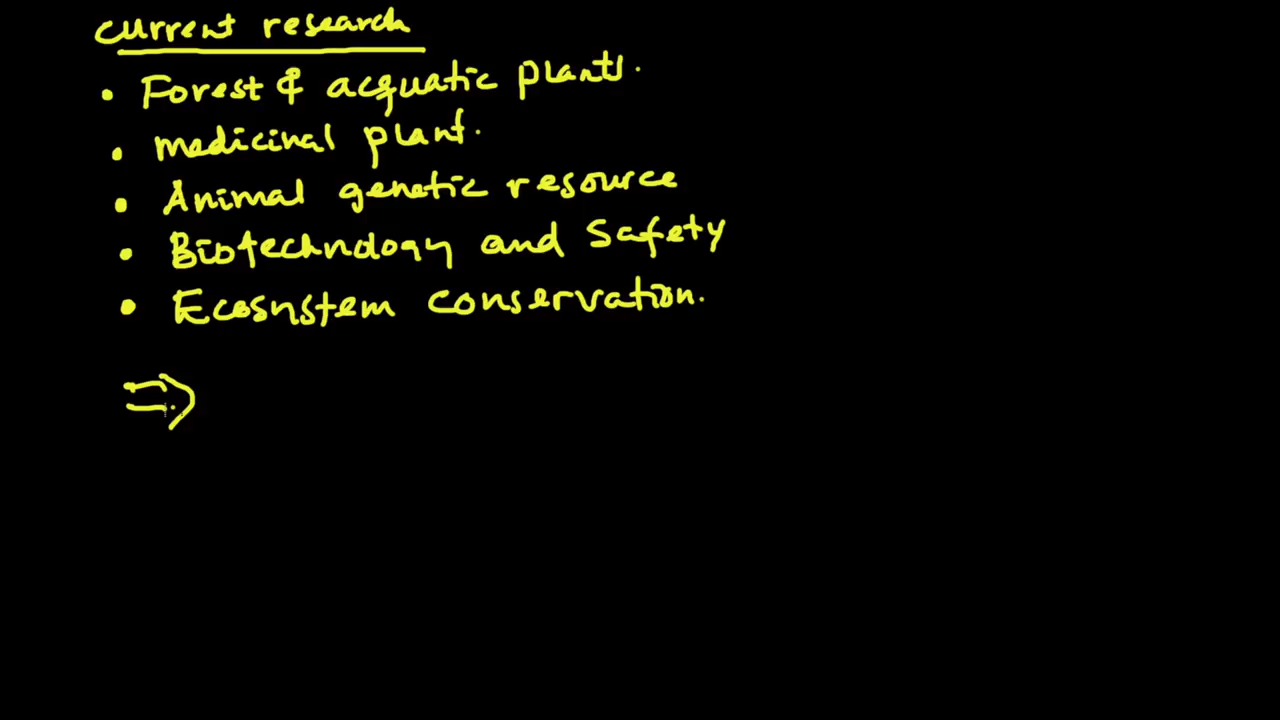 current research
• Forest & acquatic plants.
• medicinal plant.
• Animal genetic resource
• Biotechnology and Safety
• Ecosystem conservation.
⇒